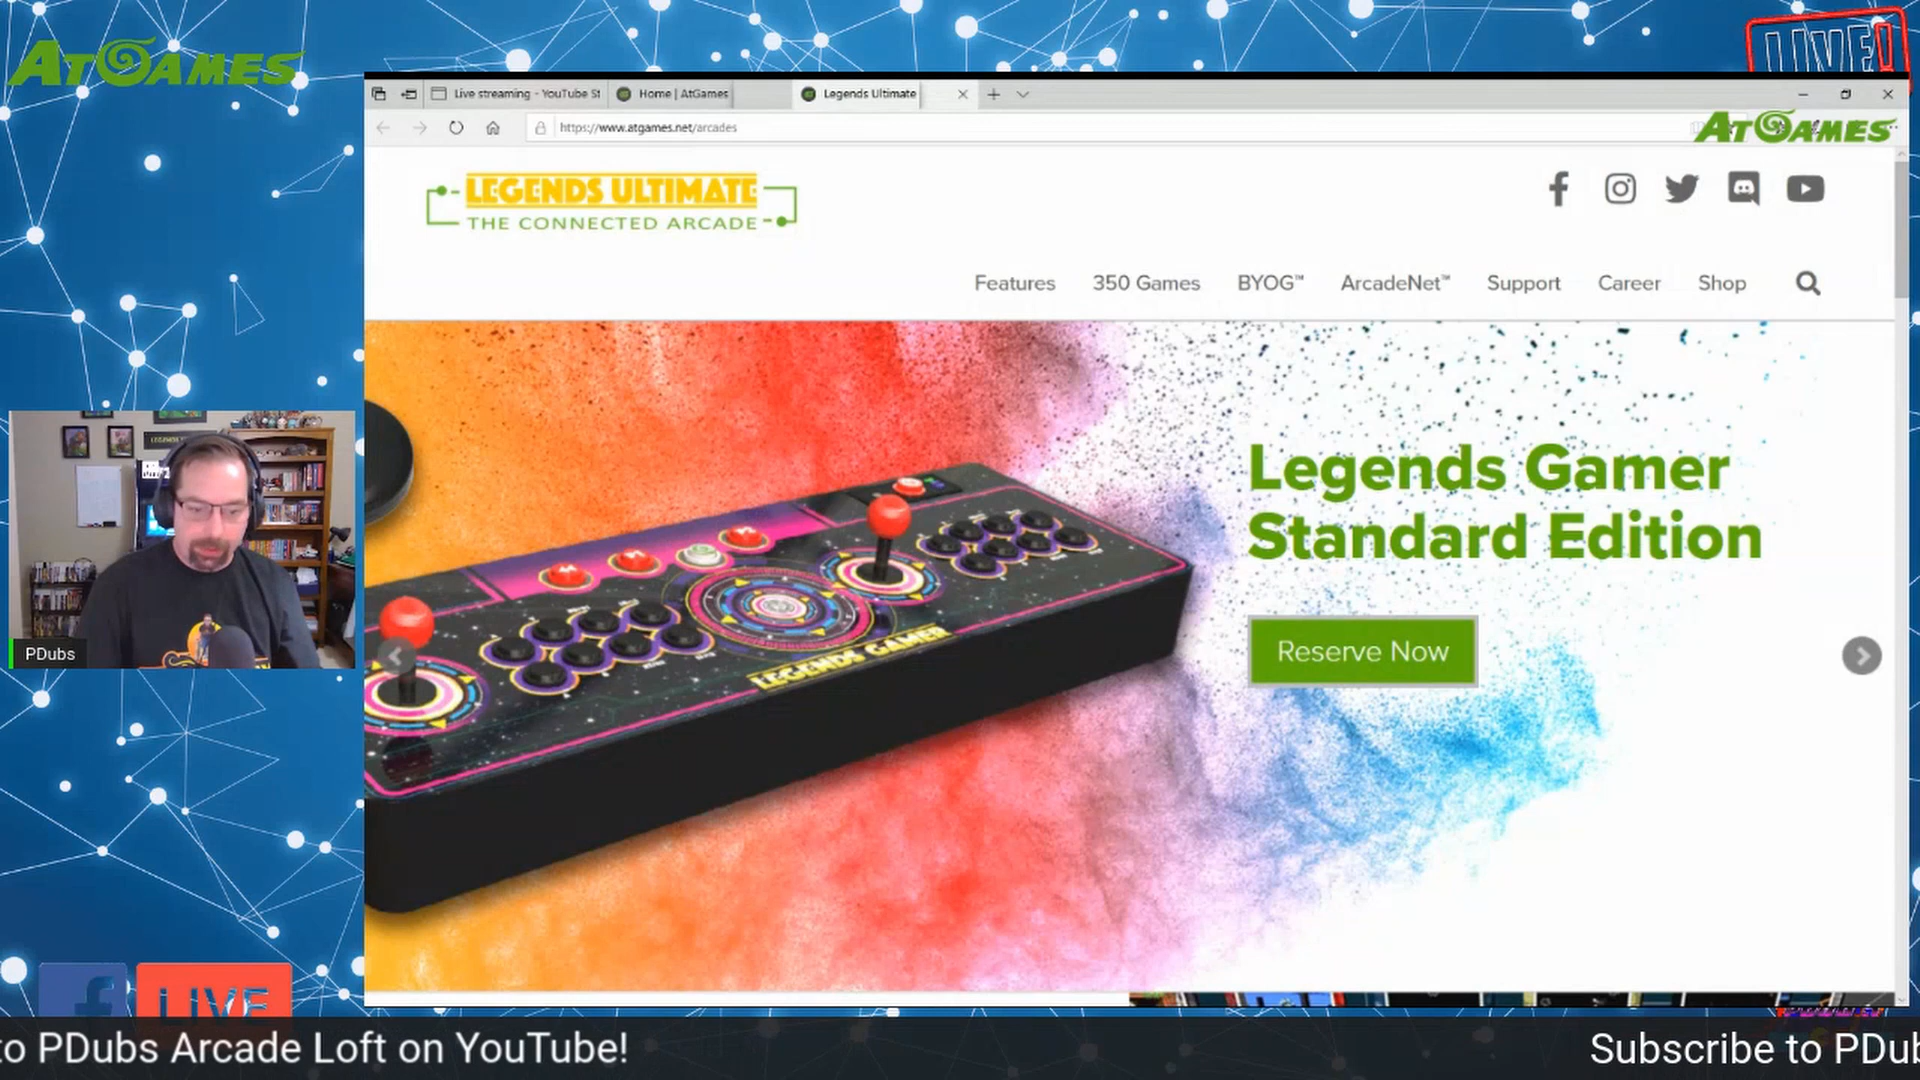 ATGAMES
LIVE!
Live streaming - YouTube St
Home | AtGames
Legends Ultimate
https://www.atgames.net/arcades
ATGAMES
LEGENDS ULTIMATE
THE CONNECTED ARCADE
Features
350 Games
BYOG™
ArcadeNet™
Support
Career
Shop
Legends Gamer
Standard Edition
Reserve Now
LEGENDS GAMER
PDubs
LIVE
to PDubs Arcade Loft on YouTube!
Subscribe to PDub